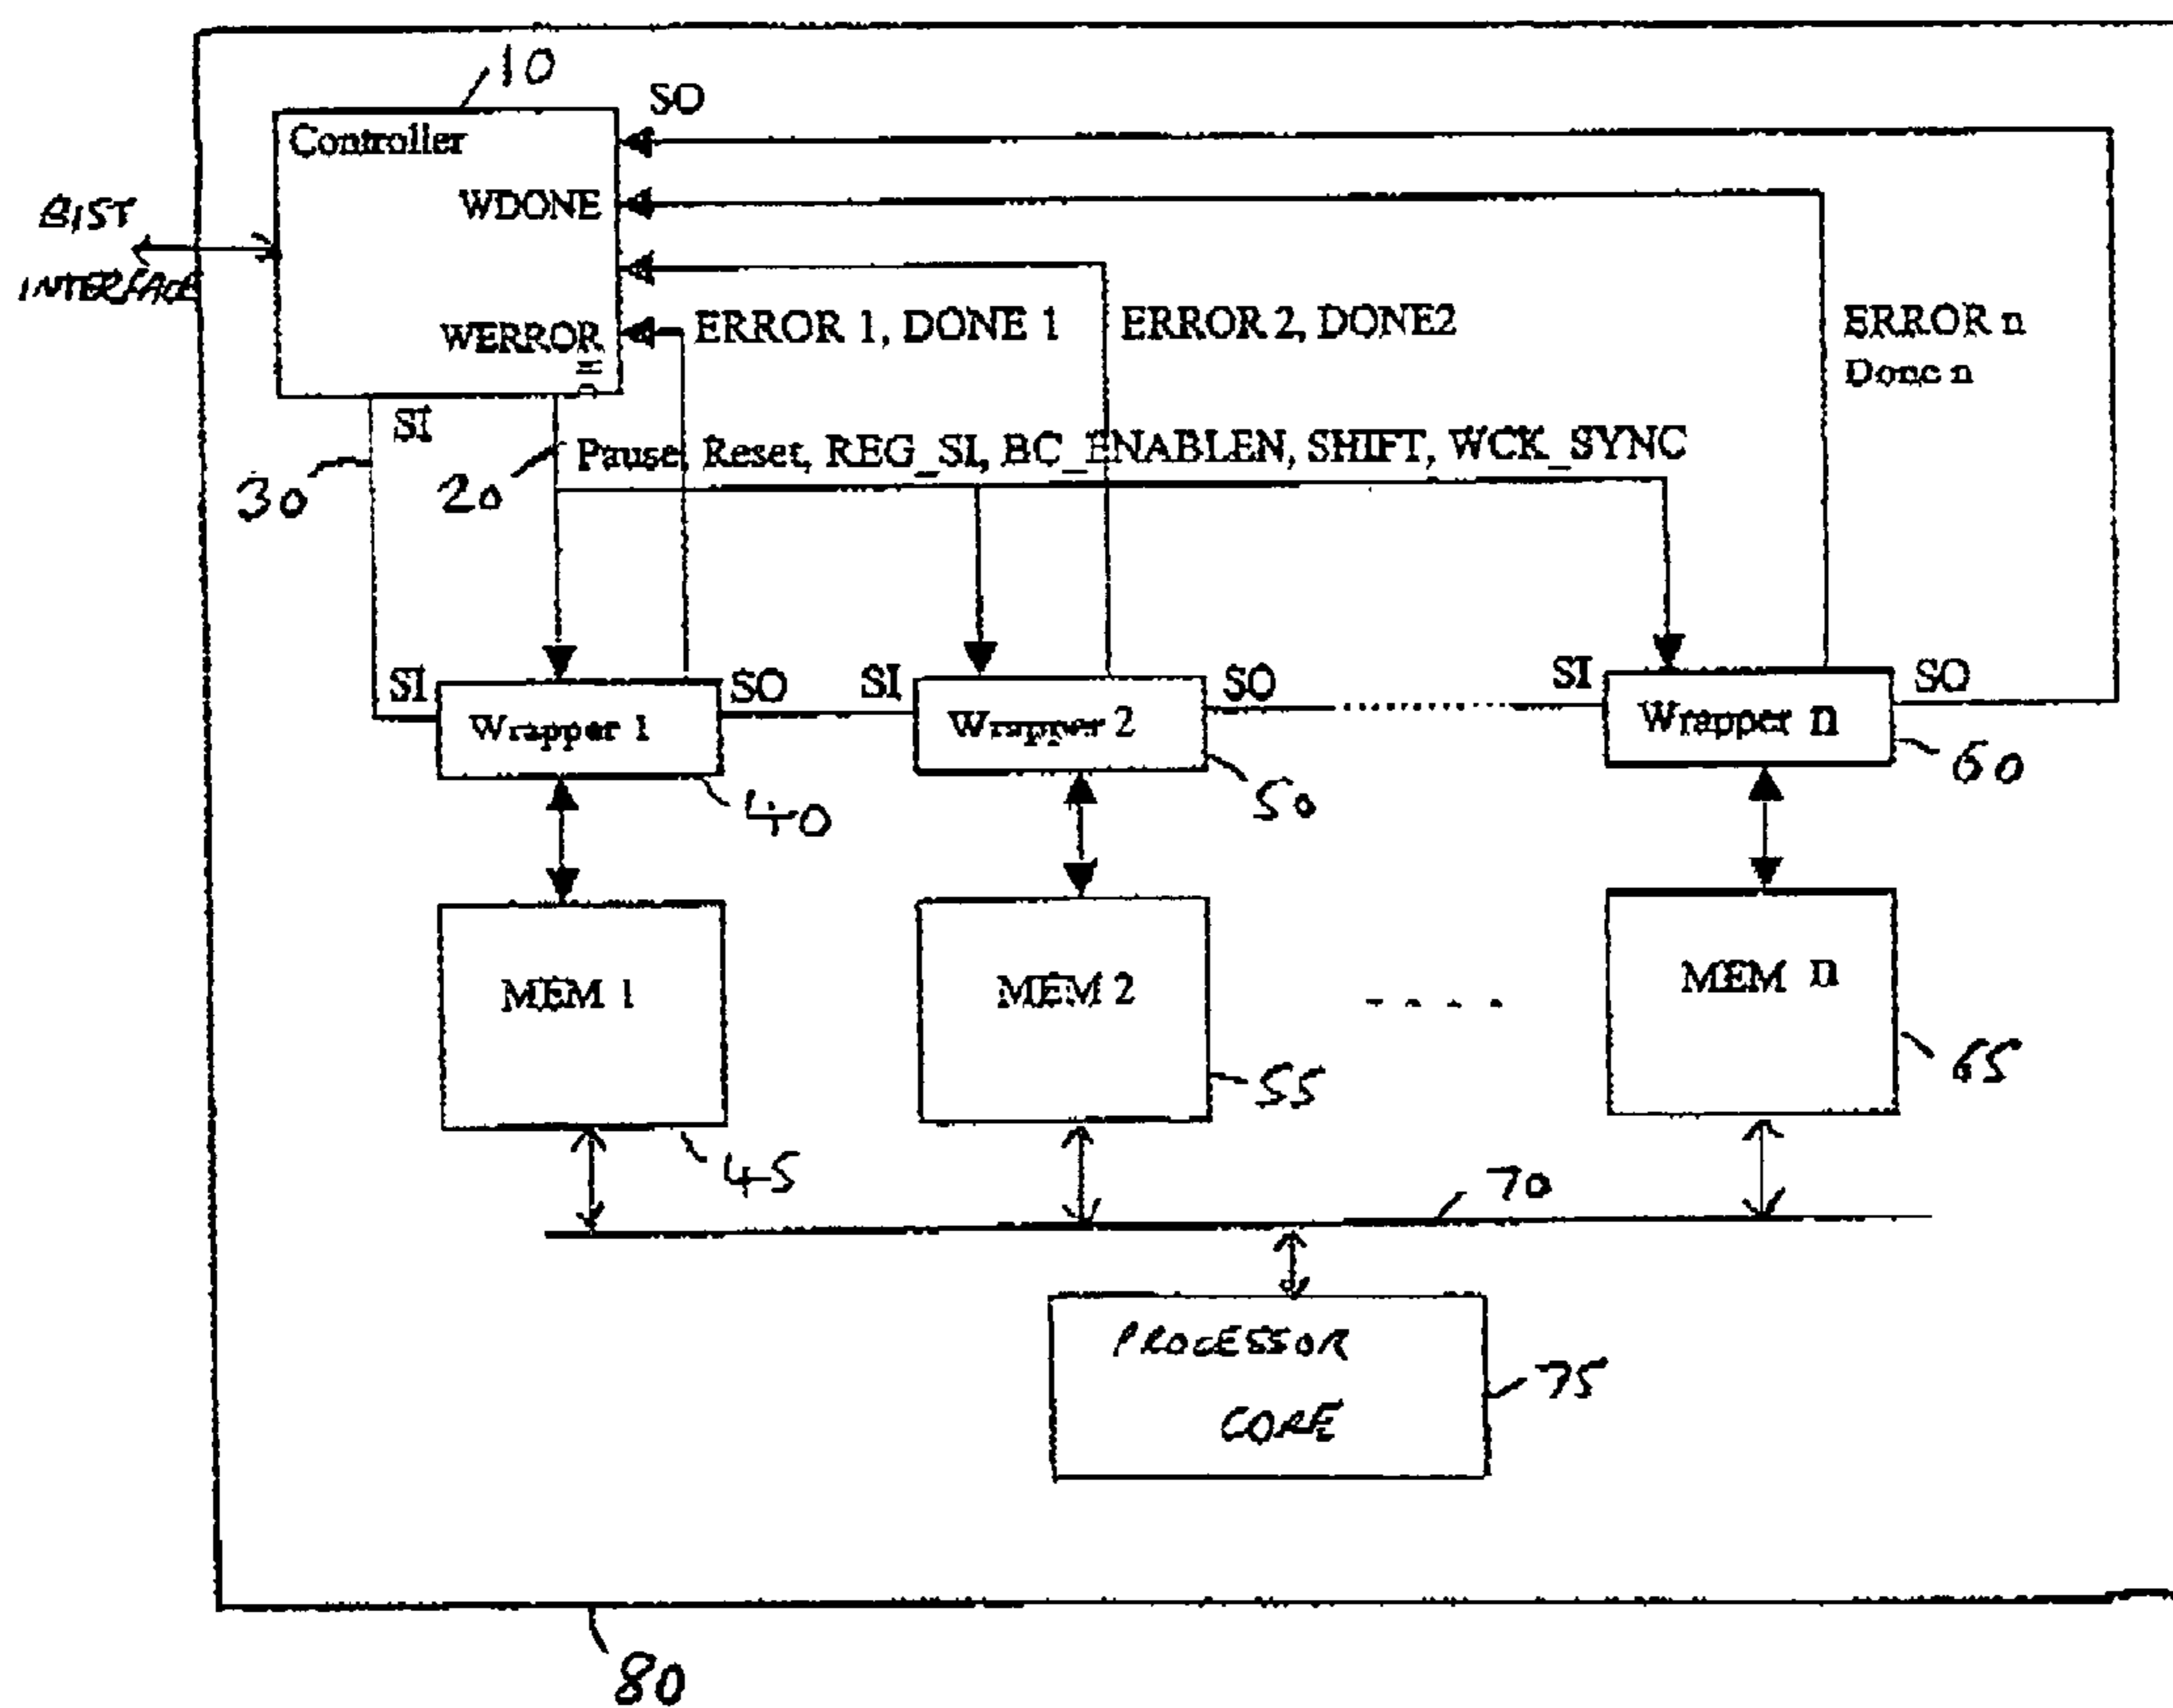 10
SO
Controller
WDONE
BIST
INTERFACE
WERROR
ERROR 1, DONE 1
ERROR 2, DONE2
ERROR n
Done n
SI
30
20
Pause, Reset, REG_SI, BC_ENABLEN, SHIFT, WCK_SYNC
SI
SO
SI
SO
SI
SO
Wrapper 1
Wrapper 2
Wrapper n
40
50
60
MEM 1
MEM 2
MEM n
45
55
65
70
PROCESSOR
CORE
75
80